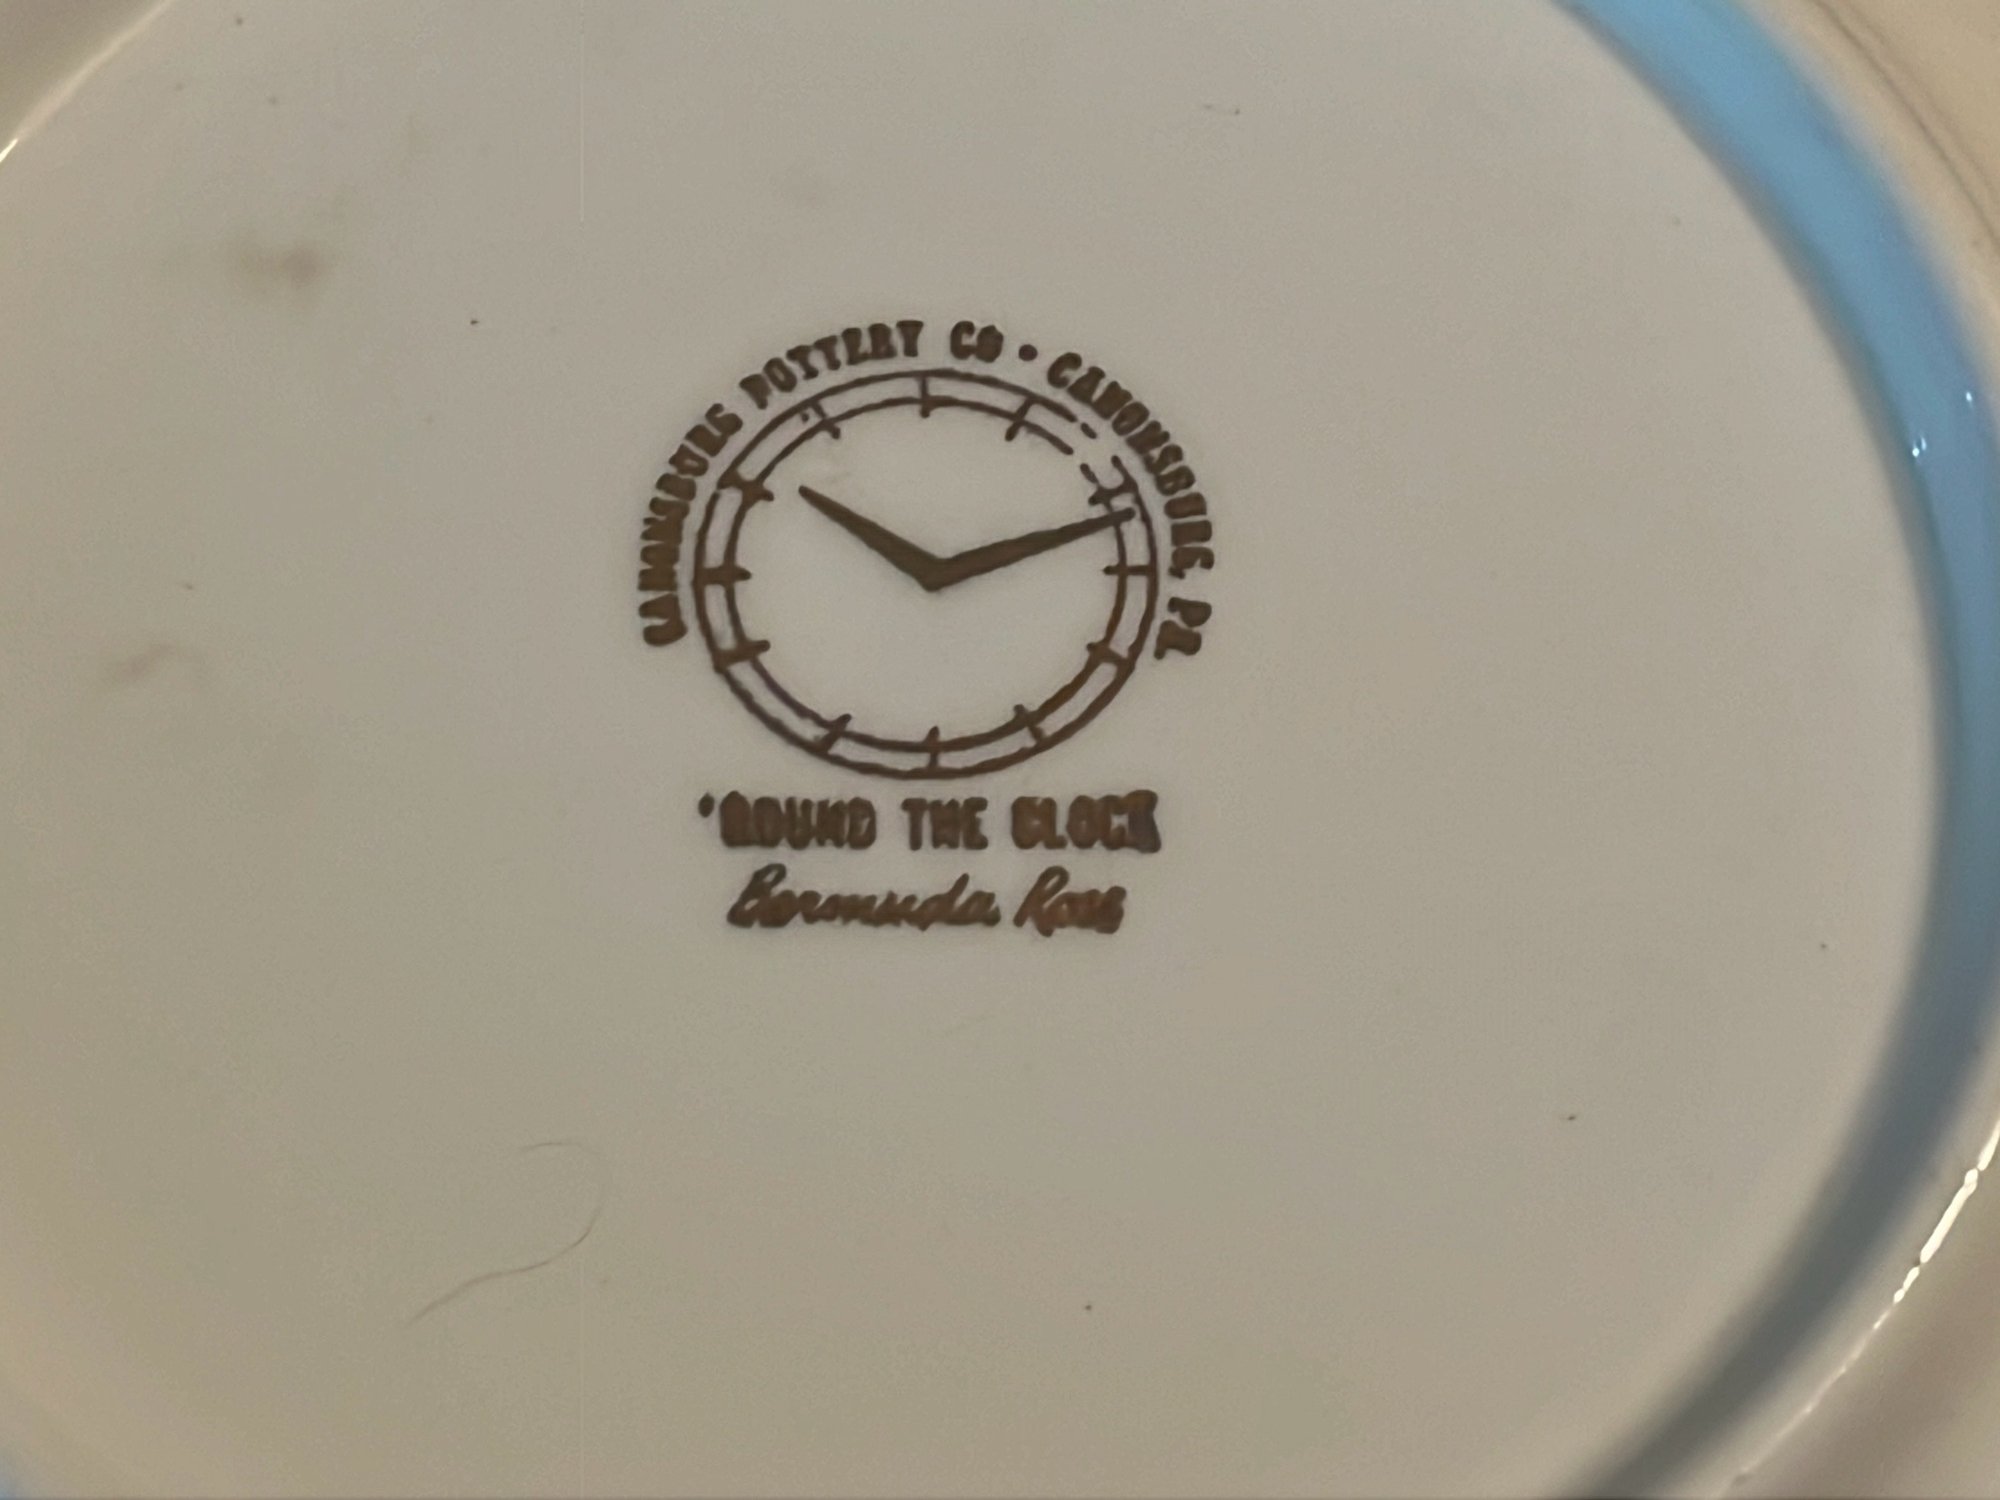 CANONSBURG POTTERY CO · CANONSBURG, PA.
'ROUND THE CLOCK
Bermuda Rose